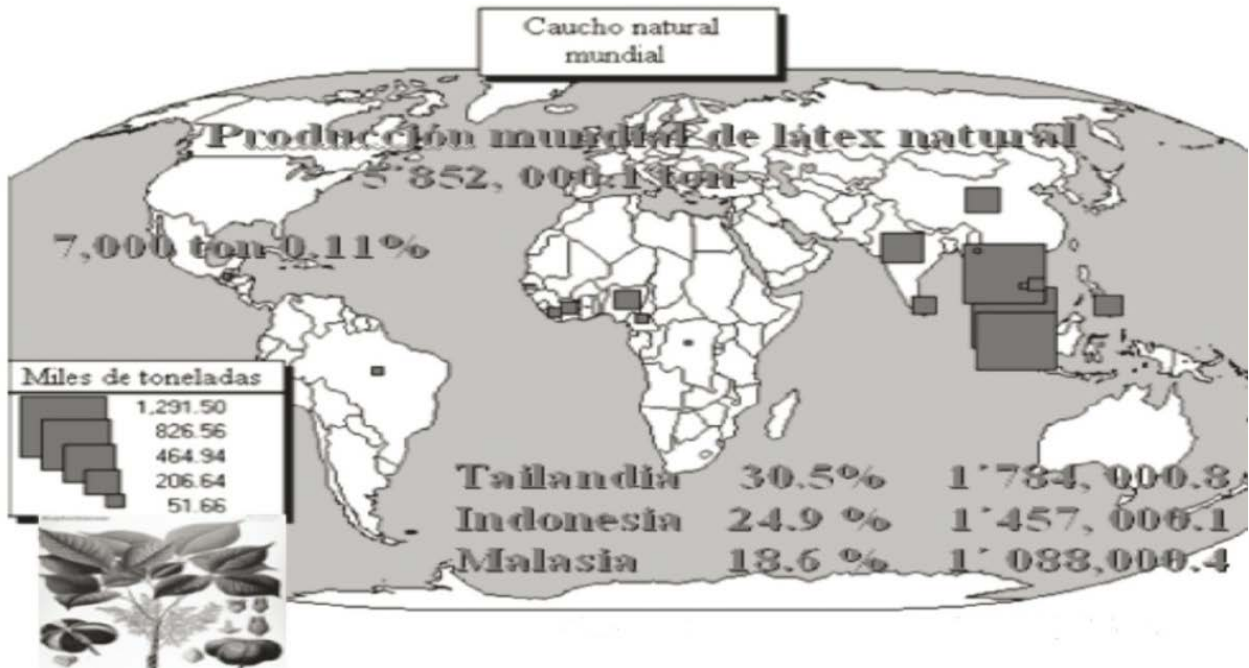 Caucho natural
mundial
Producción mundial de látex natural
5´852, 000.1 ton
7,000 ton 0.11%
Miles de toneladas
1,291.50
826.56
464.94
206.64
51.66
Tailandia 30.5% 1´784, 000.8
Indonesia 24.9 % 1´457, 000.1
Malasia 18.6 % 1´ 088,000.4